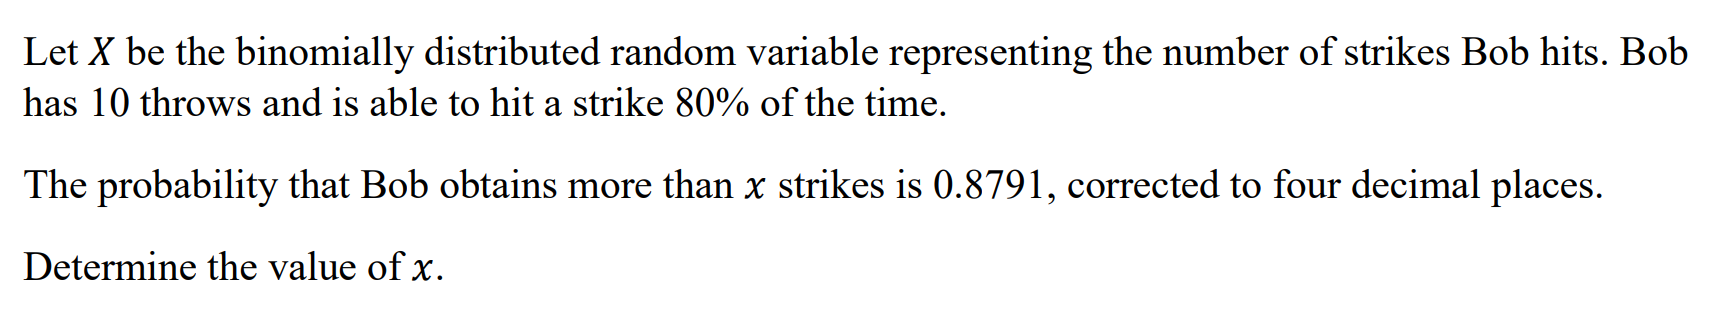 Let X be the binomially distributed random variable representing the number of strikes Bob hits. Bob
has 10 throws and is able to hit a strike 80% of the time.
The probability that Bob obtains more than x strikes is 0.8791, corrected to four decimal places.
Determine the value of x.